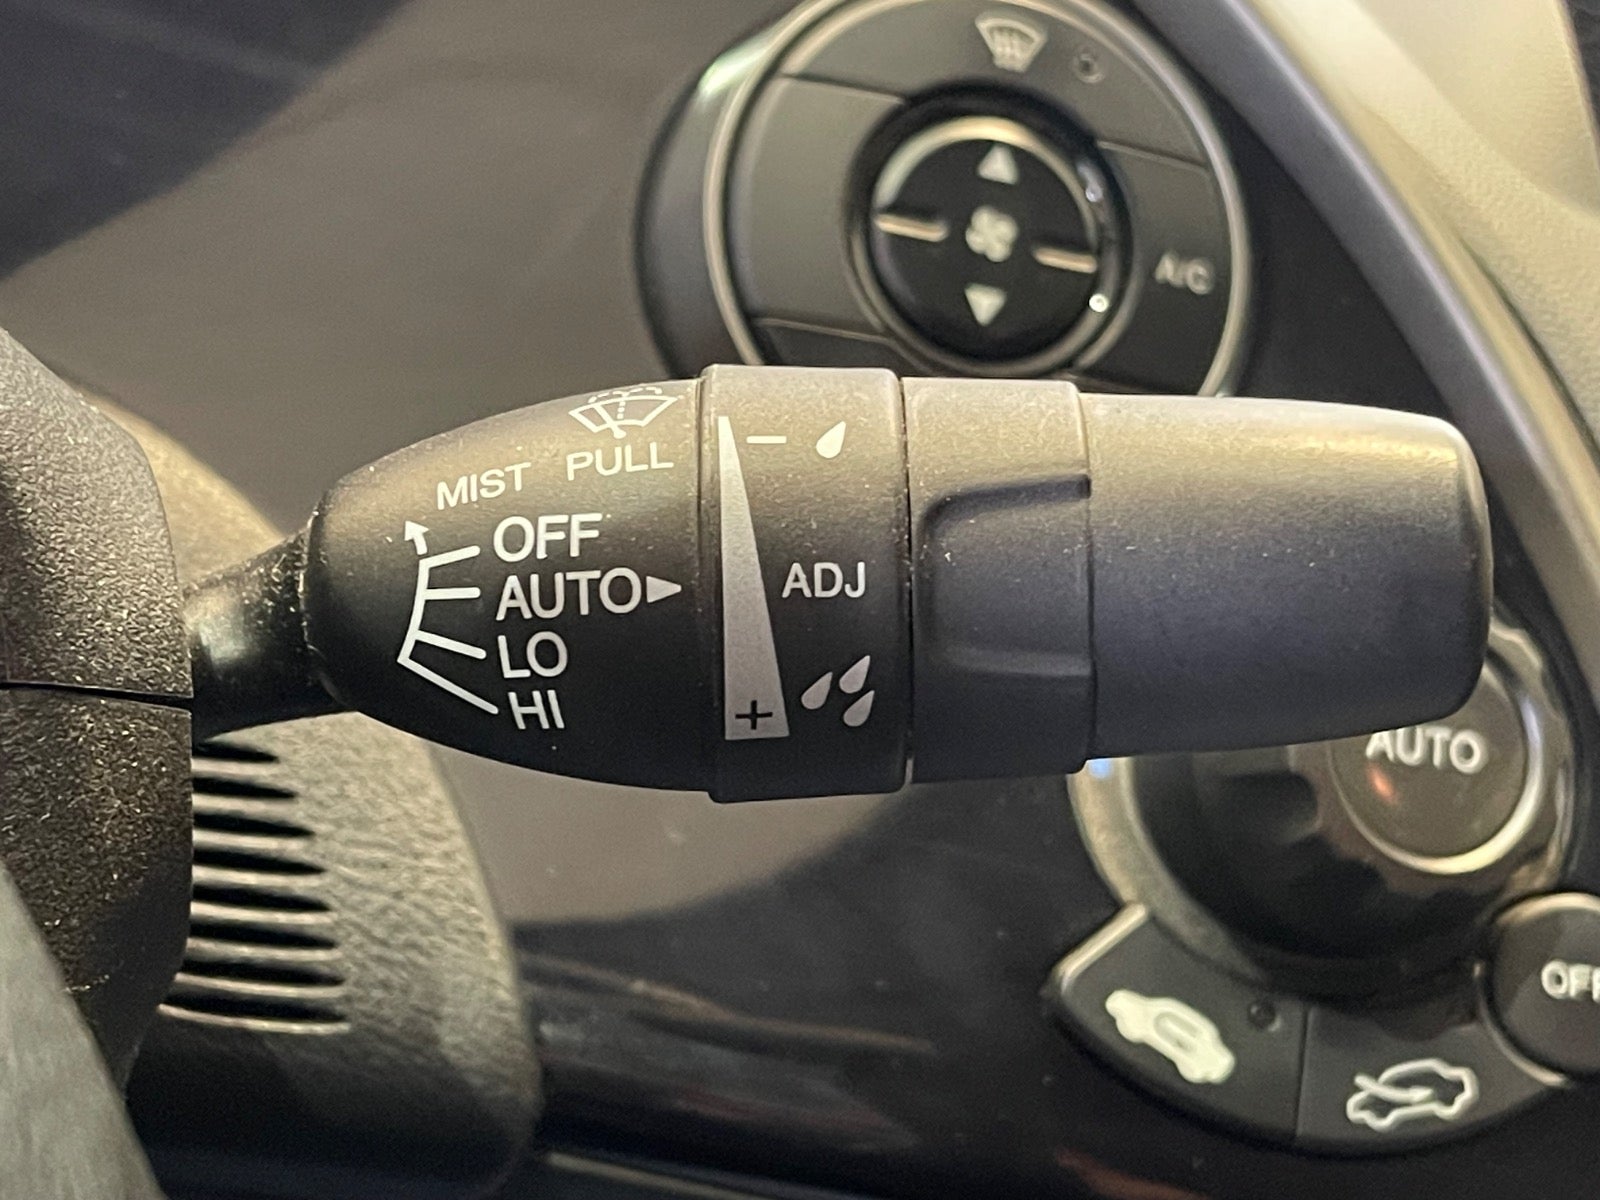 A/C
MIST PULL
OFF
AUTO
ADJ
LO
HI
- 
+
AUTO
OFF